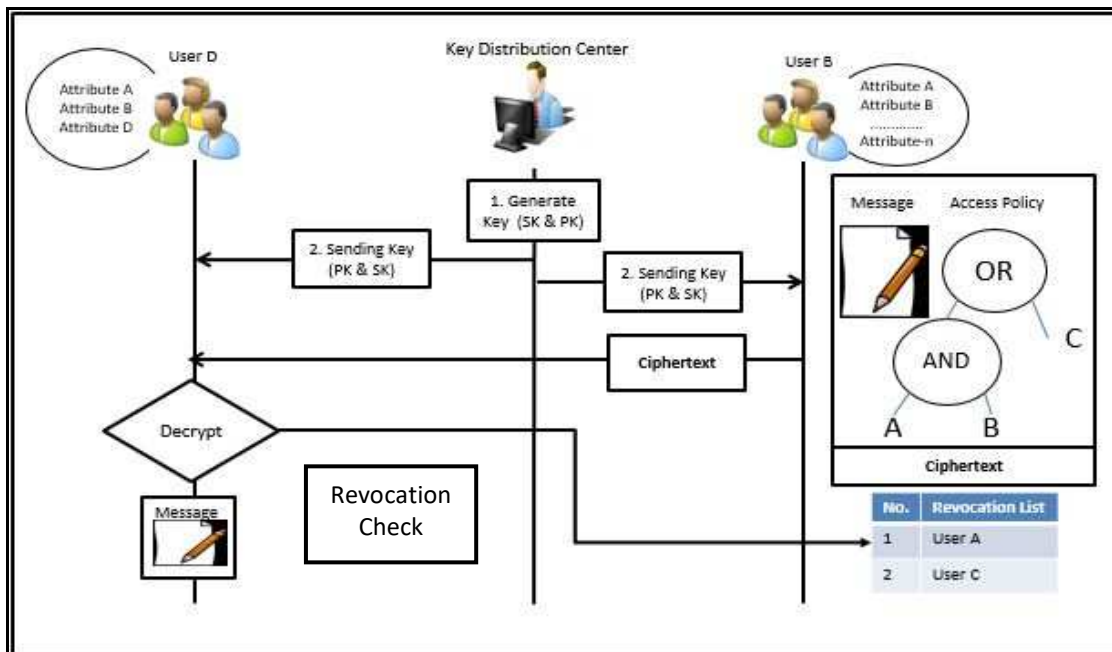 User D
Attribute A
Attribute B
Attribute D
Key Distribution Center
User B
Attribute A
Attribute B
..............
Attribute-n
1. Generate
Key (SK & PK)
2. Sending Key
(PK & SK)
2. Sending Key
(PK & SK)
Ciphertext
Message
Access Policy
OR
C
AND
A
B
Ciphertext
Decrypt
Revocation
Check
Message
No. Revocation List
1 User A
2 User C